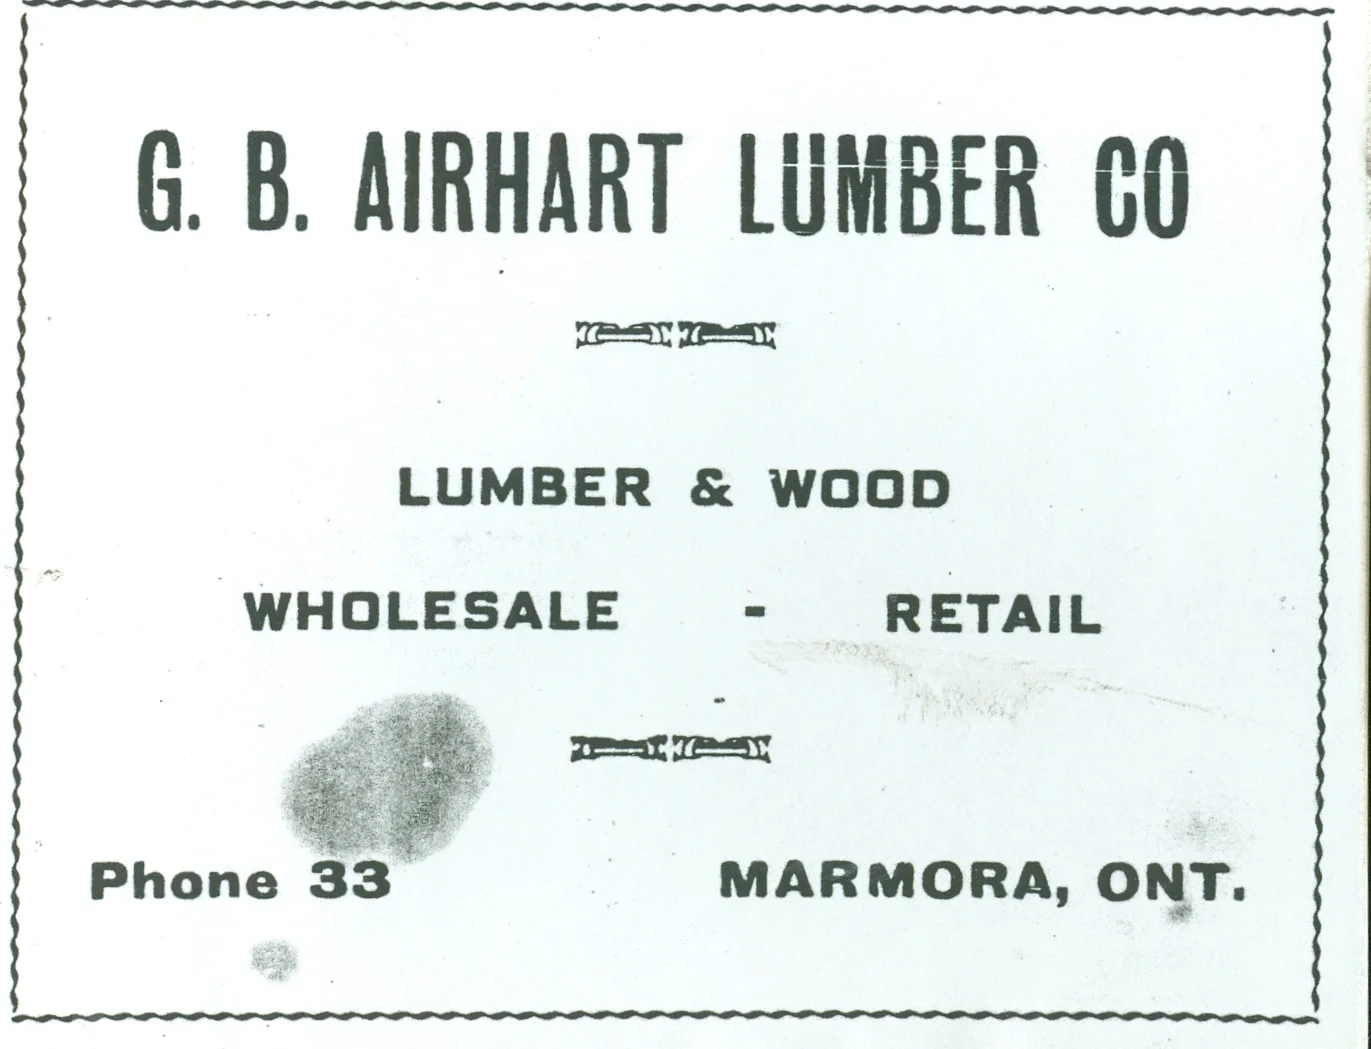 G. B. AIRHART LUMBER CO
LUMBER & WOOD
WHOLESALE - RETAIL
Phone 33 MARMORA, ONT.